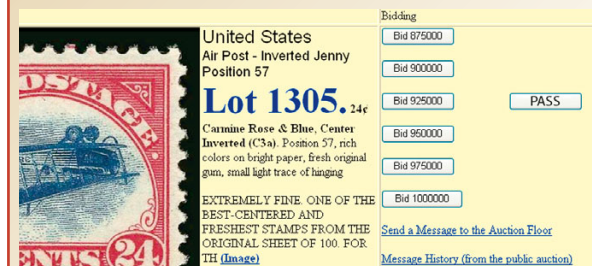 Bidding
POSTAGE
CENTS 24
United States
Air Post - Inverted Jenny
Position 57
Lot 1305. 24¢
Carmine Rose & Blue, Center
Inverted (C3a). Position 57, rich
colors on bright paper, fresh original
gum, small light trace of hinging
EXTREMELY FINE. ONE OF THE
BEST-CENTERED AND
FRESHEST STAMPS FROM THE
ORIGINAL SHEET OF 100. FOR
TH (Image)
Bid 875000
Bid 900000
Bid 925000
PASS
Bid 950000
Bid 975000
Bid 1000000
Send a Message to the Auction Floor
Message History (from the public auction)